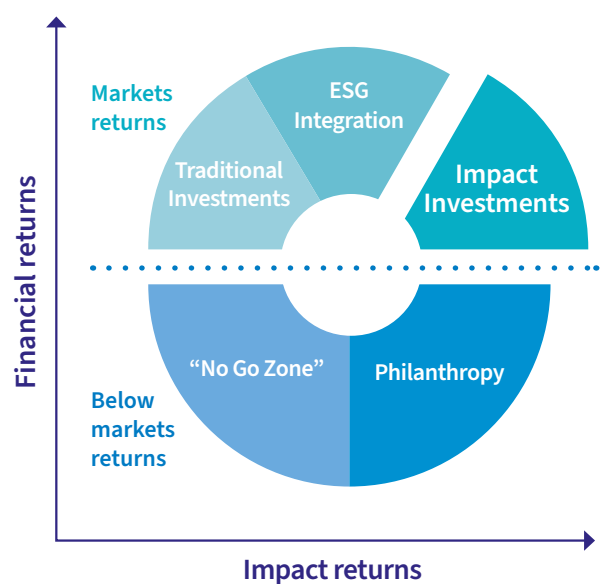 Markets
returns
ESG
Integration
Traditional
Investments
Impact
Investments
Financial returns
“No Go Zone”
Philanthropy
Below
markets
returns
Impact returns